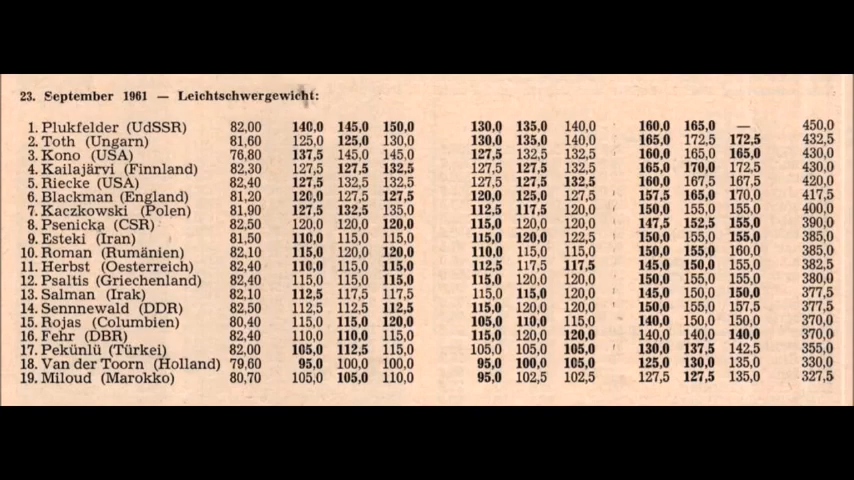 23. September 1961 — Leichtschwergewicht:
1. Plukfelder (UdSSR) 82,00 140,0 145,0 150,0 130,0 135,0 140,0 160,0 165,0 — 450,0
2. Toth (Ungarn) 81,60 125,0 125,0 130,0 130,0 135,0 140,0 165,0 172,5 172,5 432,5
3. Kono (USA) 76,80 137,5 145,0 145,0 127,5 132,5 132,5 160,0 165,0 165,0 430,0
4. Kailajärvi (Finnland) 82,30 127,5 127,5 132,5 127,5 127,5 132,5 165,0 170,0 172,5 430,0
5. Riecke (USA) 82,40 127,5 132,5 132,5 127,5 127,5 132,5 160,0 167,5 167,5 420,0
6. Blackman (England) 81,20 120,0 127,5 127,5 120,0 125,0 127,5 157,5 165,0 170,0 417,5
7. Kaczkowski (Polen) 81,90 127,5 132,5 135,0 112,5 117,5 120,0 150,0 155,0 155,0 400,0
8. Psenicka (CSR) 82,50 120,0 120,0 120,0 115,0 120,0 120,0 147,5 152,5 155,0 390,0
9. Esteki (Iran) 81,50 110,0 115,0 115,0 115,0 120,0 122,5 150,0 155,0 155,0 385,0
10. Roman (Rumänien) 82,10 115,0 120,0 120,0 110,0 115,0 115,0 150,0 155,0 160,0 385,0
11. Herbst (Oesterreich) 82,40 110,0 115,0 115,0 112,5 117,5 117,5 145,0 150,0 155,0 382,5
12. Psaltis (Griechenland) 82,40 115,0 115,0 115,0 115,0 120,0 120,0 150,0 155,0 155,0 380,0
13. Salman (Irak) 82,10 112,5 117,5 117,5 115,0 115,0 120,0 145,0 150,0 150,0 377,5
14. Sennnewald (DDR) 82,50 112,5 112,5 112,5 115,0 120,0 120,0 150,0 155,0 157,5 377,5
15. Rojas (Columbien) 80,40 115,0 115,0 120,0 105,0 110,0 115,0 140,0 150,0 150,0 370,0
16. Fehr (DBR) 82,40 110,0 110,0 115,0 115,0 120,0 120,0 140,0 140,0 140,0 370,0
17. Pekünlü (Türkei) 82,00 105,0 112,5 115,0 105,0 105,0 105,0 130,0 137,5 142,5 355,0
18. Van der Toorn (Holland) 79,60 95,0 100,0 100,0 95,0 100,0 105,0 125,0 130,0 135,0 330,0
19. Miloud (Marokko) 80,70 105,0 105,0 110,0 95,0 102,5 102,5 127,5 127,5 135,0 327,5